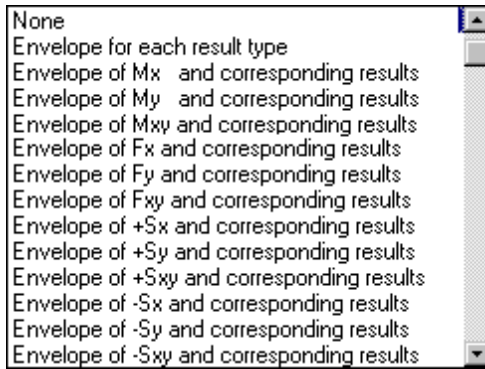 None
Envelope for each result type
Envelope of Mx and corresponding results
Envelope of My and corresponding results
Envelope of Mxy and corresponding results
Envelope of Fx and corresponding results
Envelope of Fy and corresponding results
Envelope of Fxy and corresponding results
Envelope of +Sx and corresponding results
Envelope of +Sy and corresponding results
Envelope of +Sxy and corresponding results
Envelope of -Sx and corresponding results
Envelope of -Sy and corresponding results
Envelope of -Sxy and corresponding results